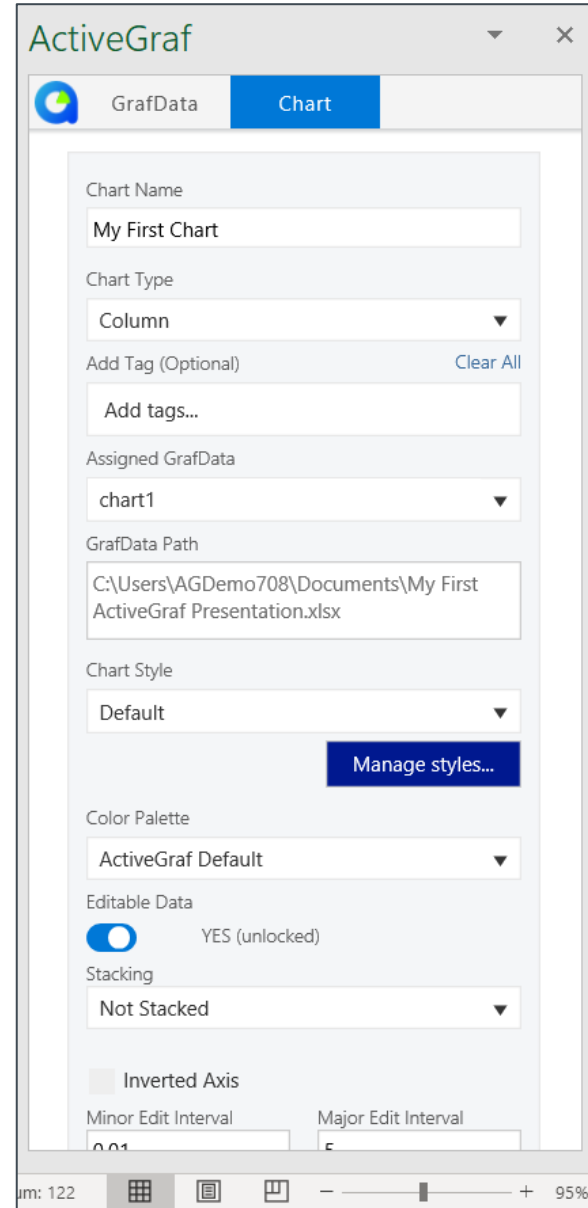 ActiveGraf
GrafData
Chart
Chart Name
My First Chart
Chart Type
Column
Add Tag (Optional)
Clear All
Add tags...
Assigned GrafData
chart1
GrafData Path
C:\Users\AGDemo708\Documents\My First
ActiveGraf Presentation.xlsx
Chart Style
Default
Manage styles...
Color Palette
ActiveGraf Default
Editable Data
YES (unlocked)
Stacking
Not Stacked
Inverted Axis
Minor Edit Interval
Major Edit Interval
0.01
5
um: 122
95%